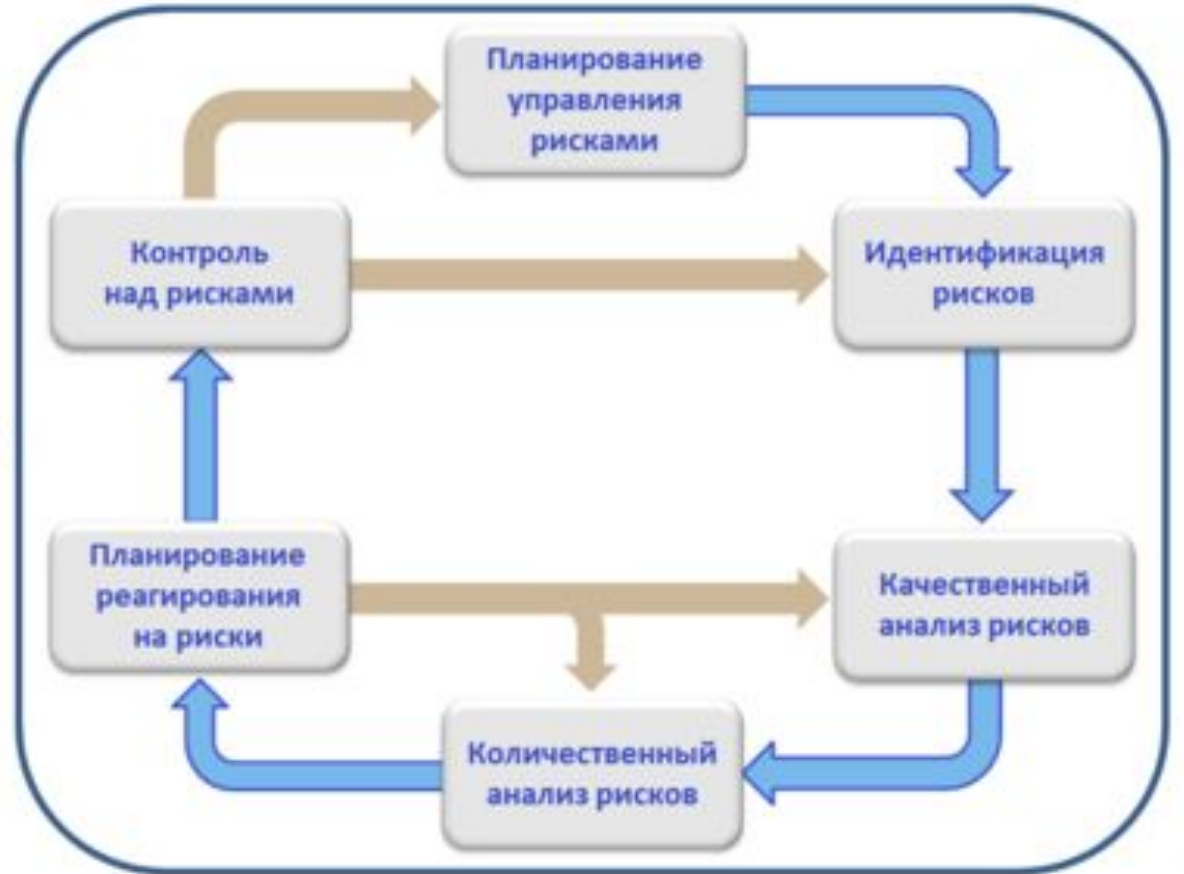 Планирование
управления
рисками
Контроль
над рисками
Идентификация
рисков
Планирование
реагирования
на риски
Качественный
анализ рисков
Количественный
анализ рисков